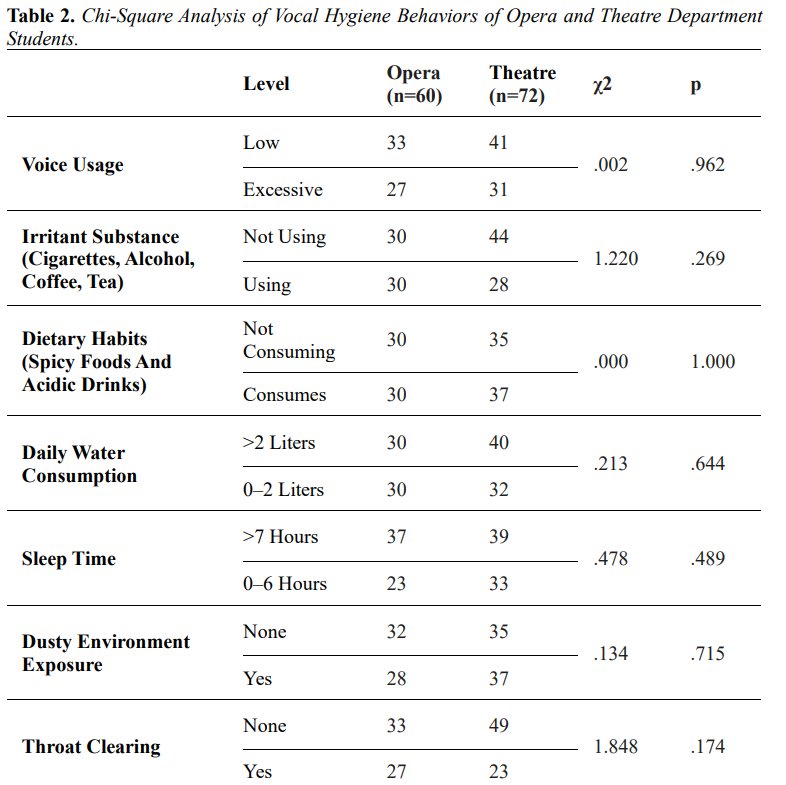 Table 2. Chi-Square Analysis of Vocal Hygiene Behaviors of Opera and Theatre Department
Students.
Level Opera (n=60) Theatre (n=72) χ2 p
Voice Usage
Low 33 41
.002 .962
Excessive 27 31
Irritant Substance
(Cigarettes, Alcohol,
Coffee, Tea)
Not Using 30 44
1.220 .269
Using 30 28
Dietary Habits
(Spicy Foods And
Acidic Drinks)
Not
Consuming 30 35
.000 1.000
Consumes 30 37
Daily Water
Consumption
>2 Liters 30 40
.213 .644
0–2 Liters 30 32
Sleep Time
>7 Hours 37 39
.478 .489
0–6 Hours 23 33
Dusty Environment
Exposure
None 32 35
.134 .715
Yes 28 37
Throat Clearing
None 33 49
1.848 .174
Yes 27 23